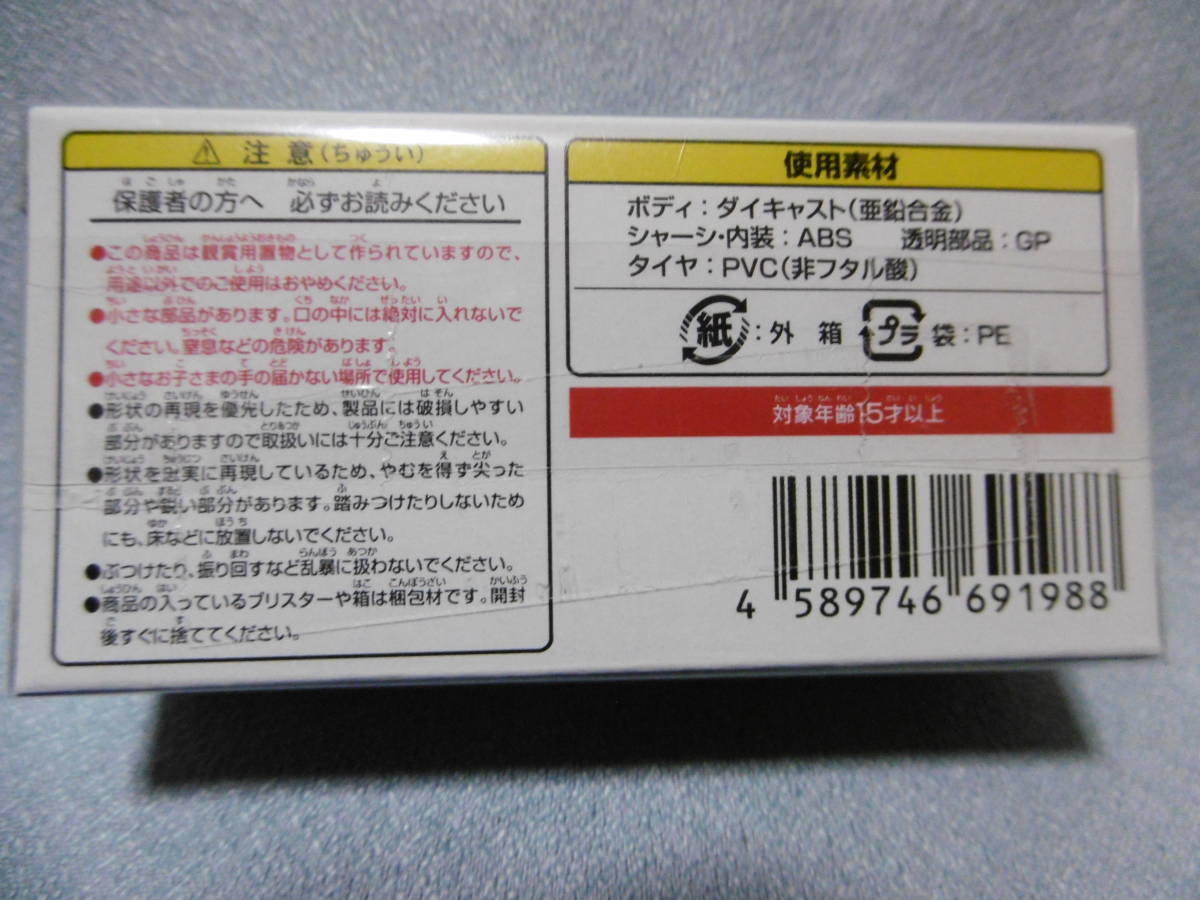 ⚠ 注意(ちゅうい)
保護者の方へ 必ずお読みください
●この商品は観賞用置物として作られていますので、
用途以外でのご使用はおやめください。
●小さな部品があります。口の中には絶対に入れないで
ください。窒息などの危険があります。
●小さなお子さまの手の届かない場所で使用してください。
●形状の再現を優先したため、製品には破損しやすい
部分がありますので取扱いには十分ご注意ください。
●形状を忠実に再現しているため、やむを得ず尖った
部分や鋭い部分があります。踏みつけたりしないため
にも、床などに放置しないでください。
●ぶつけたり、振り回すなど乱暴に扱わないでください。
●商品の入っているブリスターや箱は梱包材です。開封
後すぐに捨ててください。
使用素材
ボディ:ダイキャスト(亜鉛合金)
シャーシ・内装:ABS 透明部品:GP
タイヤ:PVC(非フタル酸)
紙:外 箱 プラ 袋:PE
対象年齢15才以上
4 589746 691988